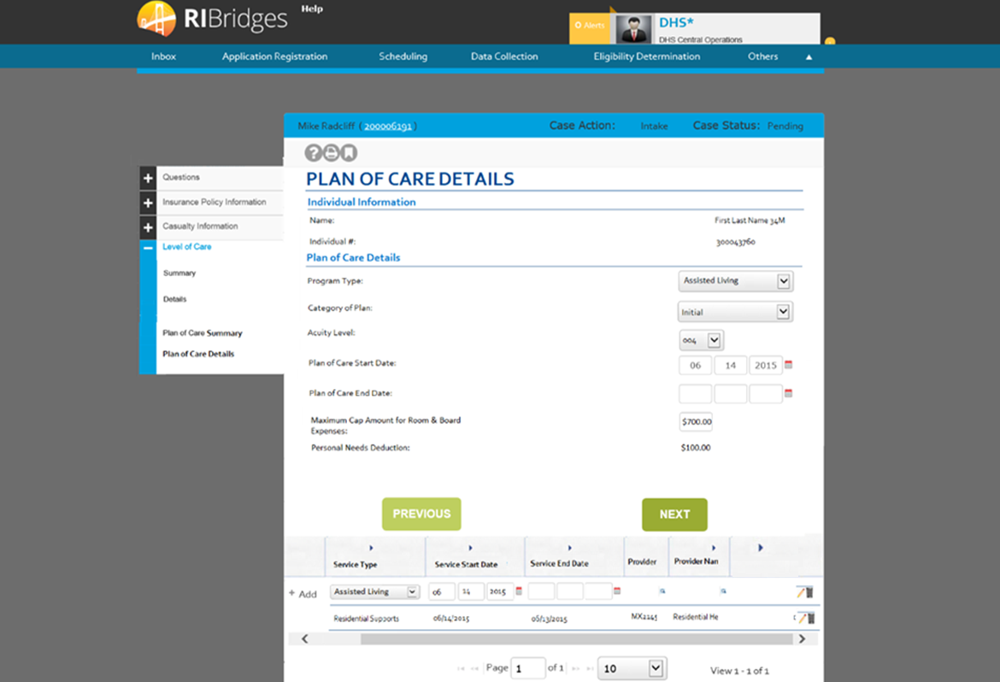 RIBridges Help
0 Alerts
DHS*
DHS Central Operations
Inbox Application Registration Scheduling Data Collection Eligibility Determination Others
Mike Radcliff ( 200006191 ) Case Action: Intake Case Status: Pending
Questions
Insurance Policy Information
Casualty Information
Level of Care
Summary
Details
Plan of Care Summary
Plan of Care Details
PLAN OF CARE DETAILS
Individual Information
Name: First Last Name 34M
Individual #: 300043760
Plan of Care Details
Program Type: Assisted Living
Category of Plan: Initial
Acuity Level: 004
Plan of Care Start Date: 06 14 2015
Plan of Care End Date:
Maximum Cap Amount for Room & Board
Expenses: $700.00
Personal Needs Deduction: $100.00
PREVIOUS NEXT
Service Type Service Start Date Service End Date Provider Provider Nan
+ Add Assisted Living 06 14 2015
Residential Supports 06/14/2015 06/13/2015 MX2145 Residential He
Page 1 of 1 10 View 1 - 1 of 1